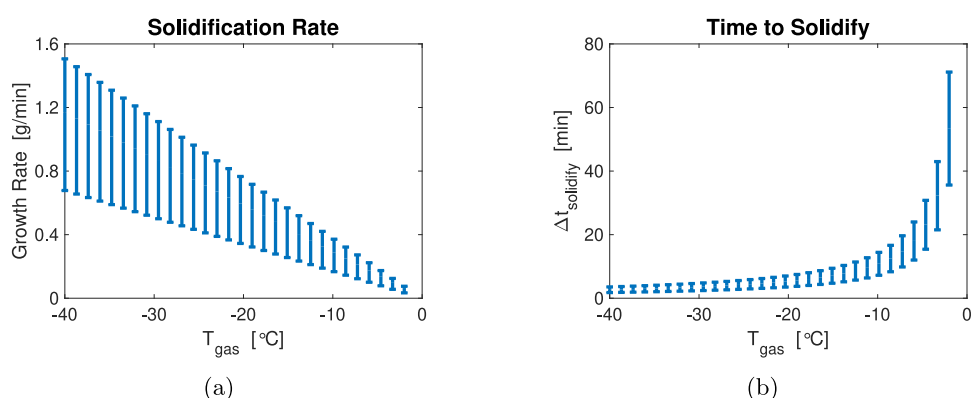 Solidification Rate
1.6
1.2
0.8
0.4
0
Growth Rate [g/min]
-40 -30 -20 -10 0
T_gas [°C]
(a)
Time to Solidify
80
60
40
20
0
Δt_solidify [min]
-40 -30 -20 -10 0
T_gas [°C]
(b)